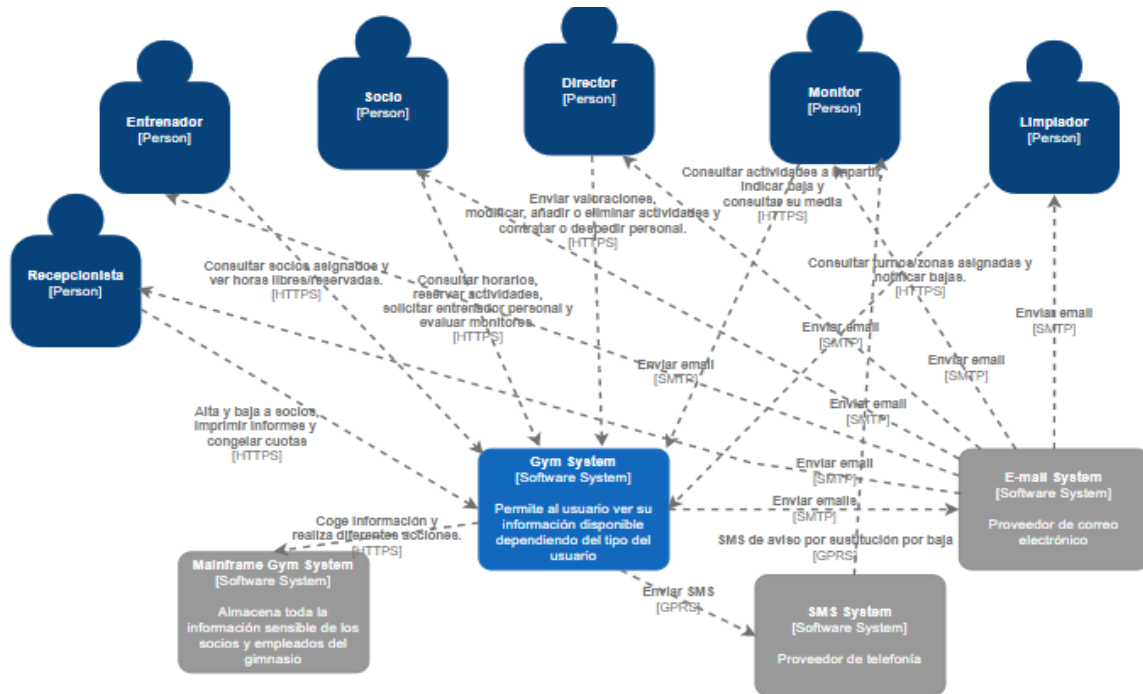 Director
[Person]
Monitor
[Person]
Socio
[Person]
Entrenador
[Person]
Limpiador
[Person]
Recepcionista
[Person]
Enviar valoraciones,
modificar, añadir o eliminar actividades y
contratar o despedir personal.
[HTTPS]
Consultar actividades a impartir,
indicar baja y
consultar su media
[HTTPS]
Consultar socios asignados y
ver horas libres/reservadas.
[HTTPS]
Consultar horarios,
reservar actividades,
solicitar entrenador personal y
evaluar monitores.
[HTTPS]
Consultar turnos/zonas asignadas y
notificar bajas.
[HTTPS]
Enviar email
[SMTP]
Enviar email
[SMTP]
Enviar email
[SMTP]
Enviar email
[SMTP]
Enviar email
[SMTP]
Alta y baja a socios,
imprimir informes y
congelar cuotas
[HTTPS]
Enviar email
[SMTP]
Gym System
[Software System]
Permite al usuario ver su
información disponible
dependiendo del tipo del
usuario
E-mail System
[Software System]
Proveedor de correo
electrónico
Enviar emails
[SMTP]
Coge información y
realiza diferentes acciones.
[HTTPS]
SMS de aviso por sustitución por baja
[GPRS]
Mainframe Gym System
[Software System]
Almacena toda la
información sensible de los
socios y empleados del
gimnasio
Enviar SMS
[GPRS]
SMS System
[Software System]
Proveedor de telefonía